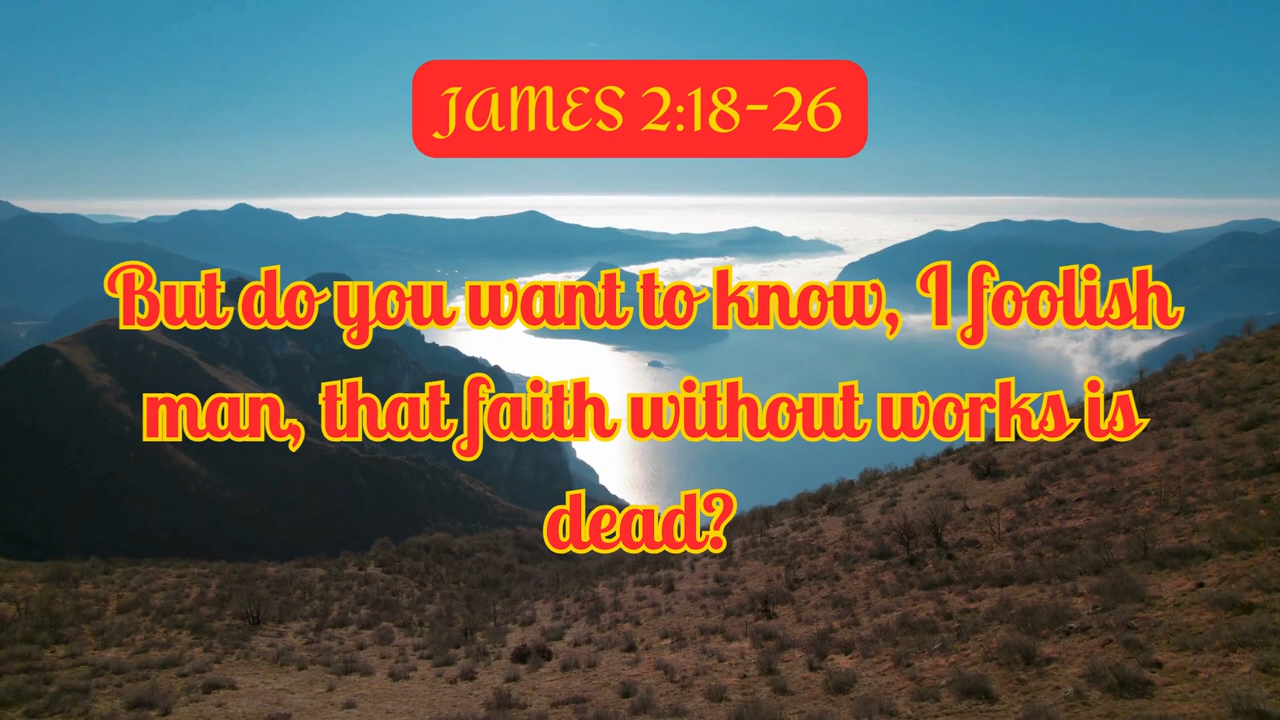 JAMES 2:18-26
But do you want to know, I foolish
man, that faith without works is
dead?